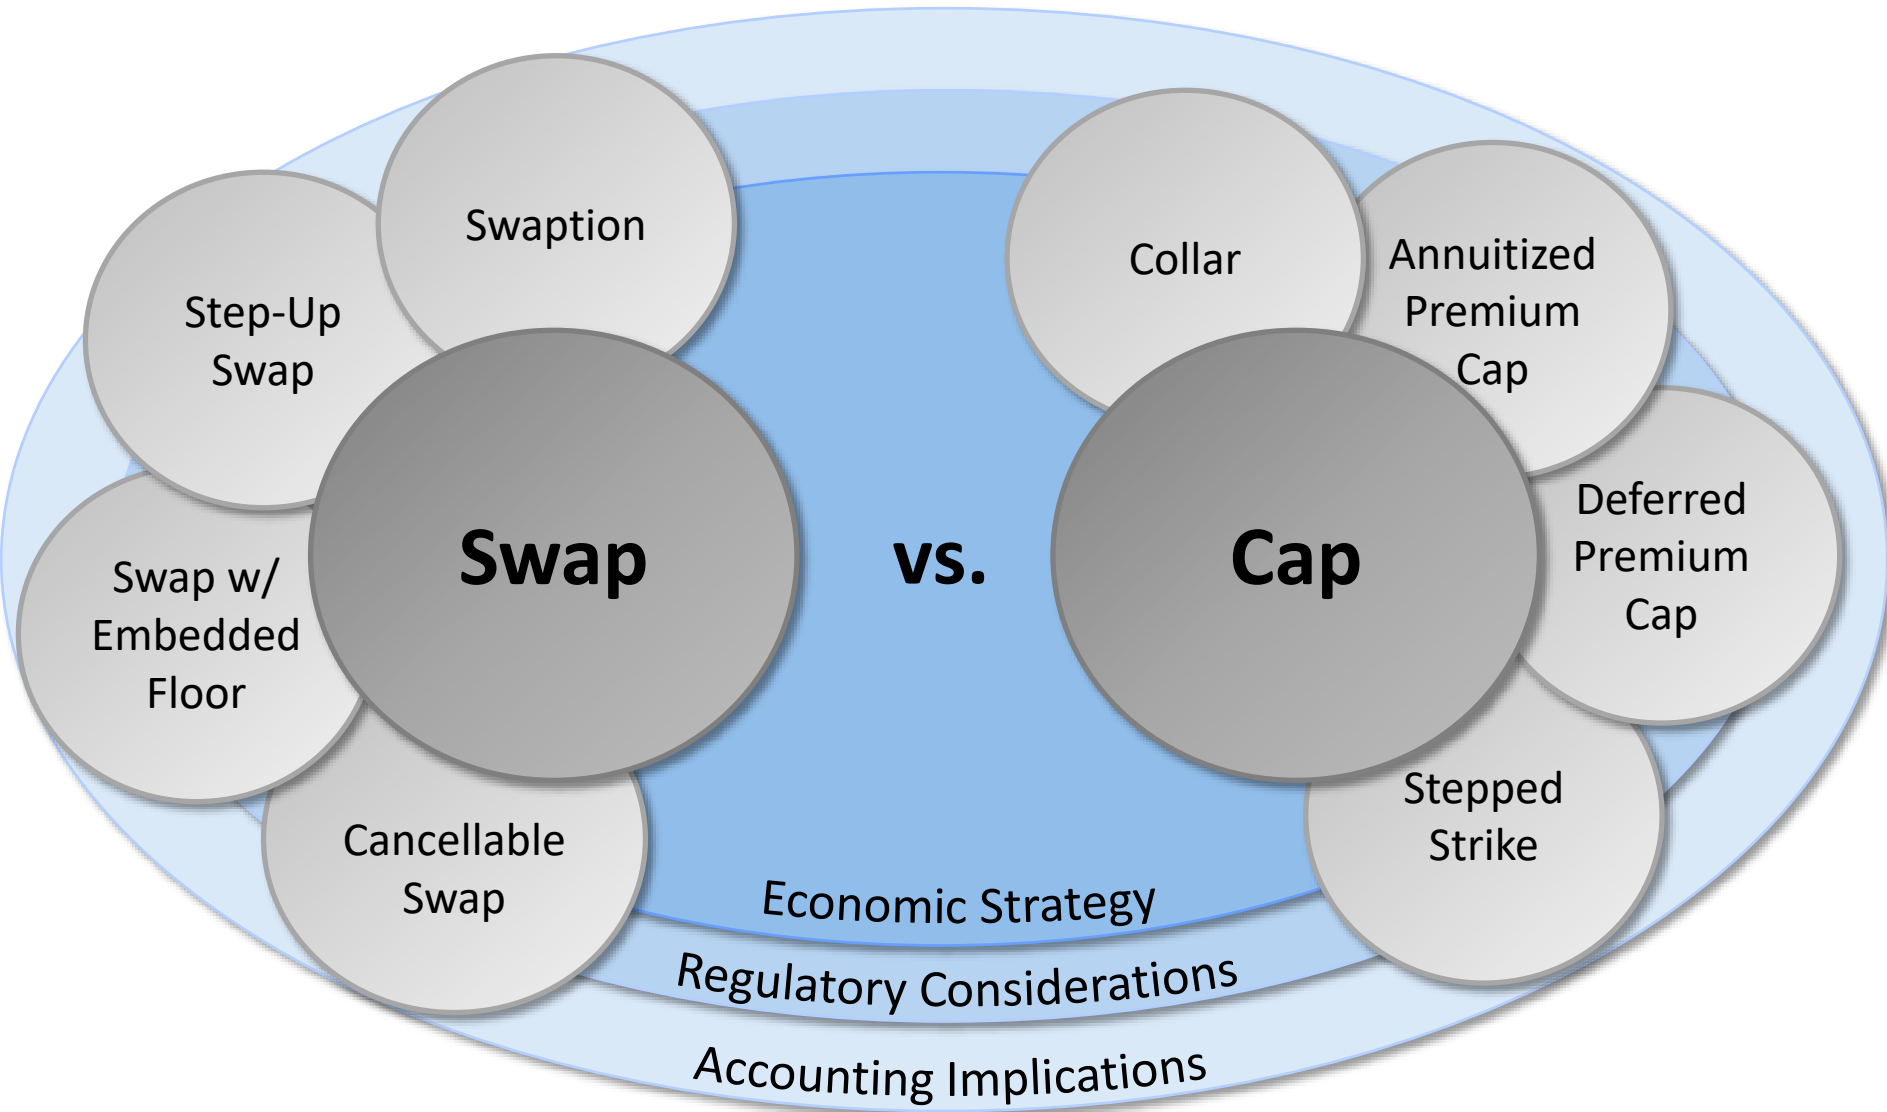 Swaption
Step-Up
Swap
Swap w/
Embedded
Floor
Cancellable
Swap
Swap
vs.
Cap
Collar
Annuitized
Premium
Cap
Deferred
Premium
Cap
Stepped
Strike
Economic Strategy
Regulatory Considerations
Accounting Implications